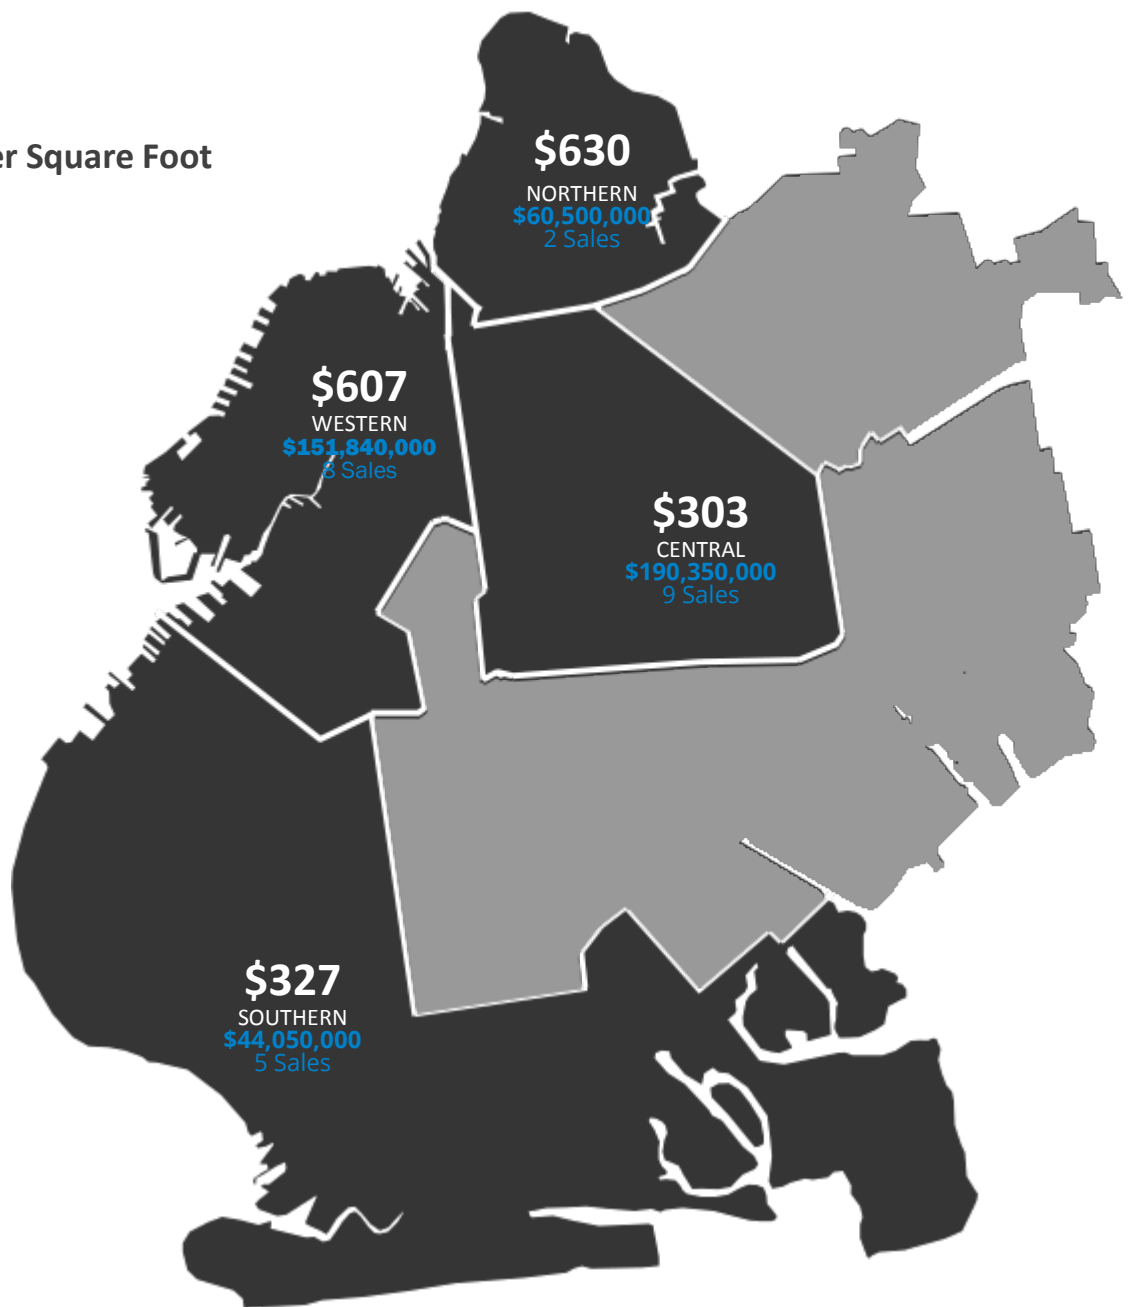 $630
er Square Foot
NORTHERN
$60,500,000
2 Sales
$607
WESTERN
$151,840,000
8 Sales
$303
CENTRAL
$190,350,000
9 Sales
$327
SOUTHERN
$44,050,000
5 Sales